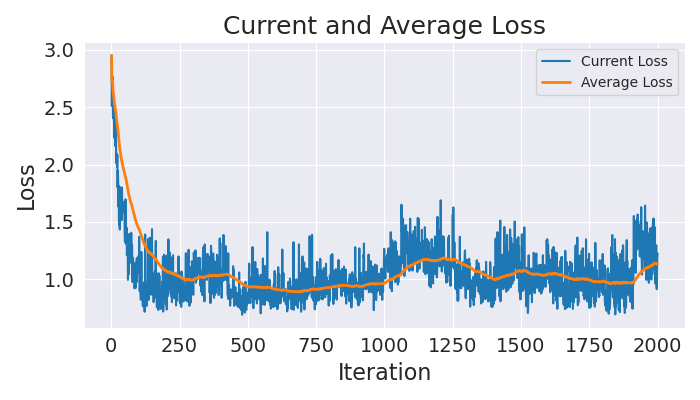 Current and Average Loss
Current Loss
Average Loss
Loss
3.0
2.5
2.0
1.5
1.0
0 250 500 750 1000 1250 1500 1750 2000
Iteration